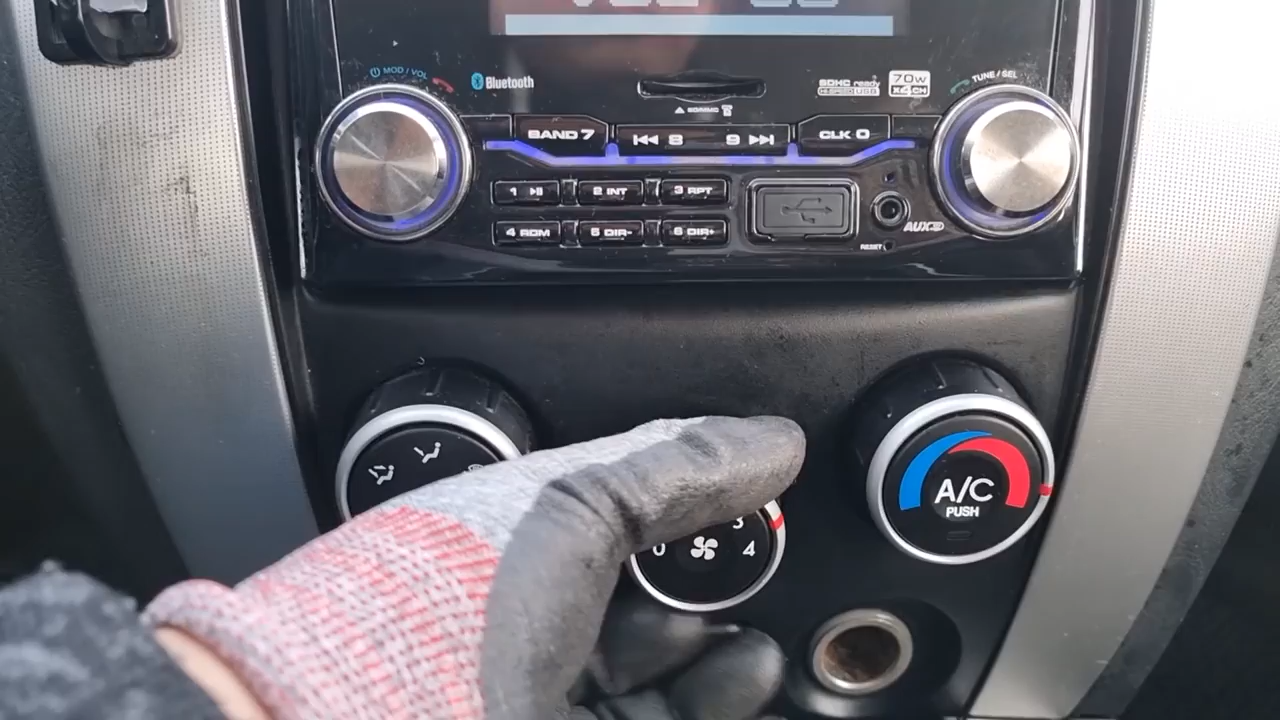 MOD / VOL
Bluetooth
SDHC ready
70W
X4CH
TUNE / SEL
BAND 7
8
9
CLK 0
1
2 INT
3 RPT
4 RDM
5 DIR-
6 DIR+
AUX
RESET
0
3
4
A/C
PUSH